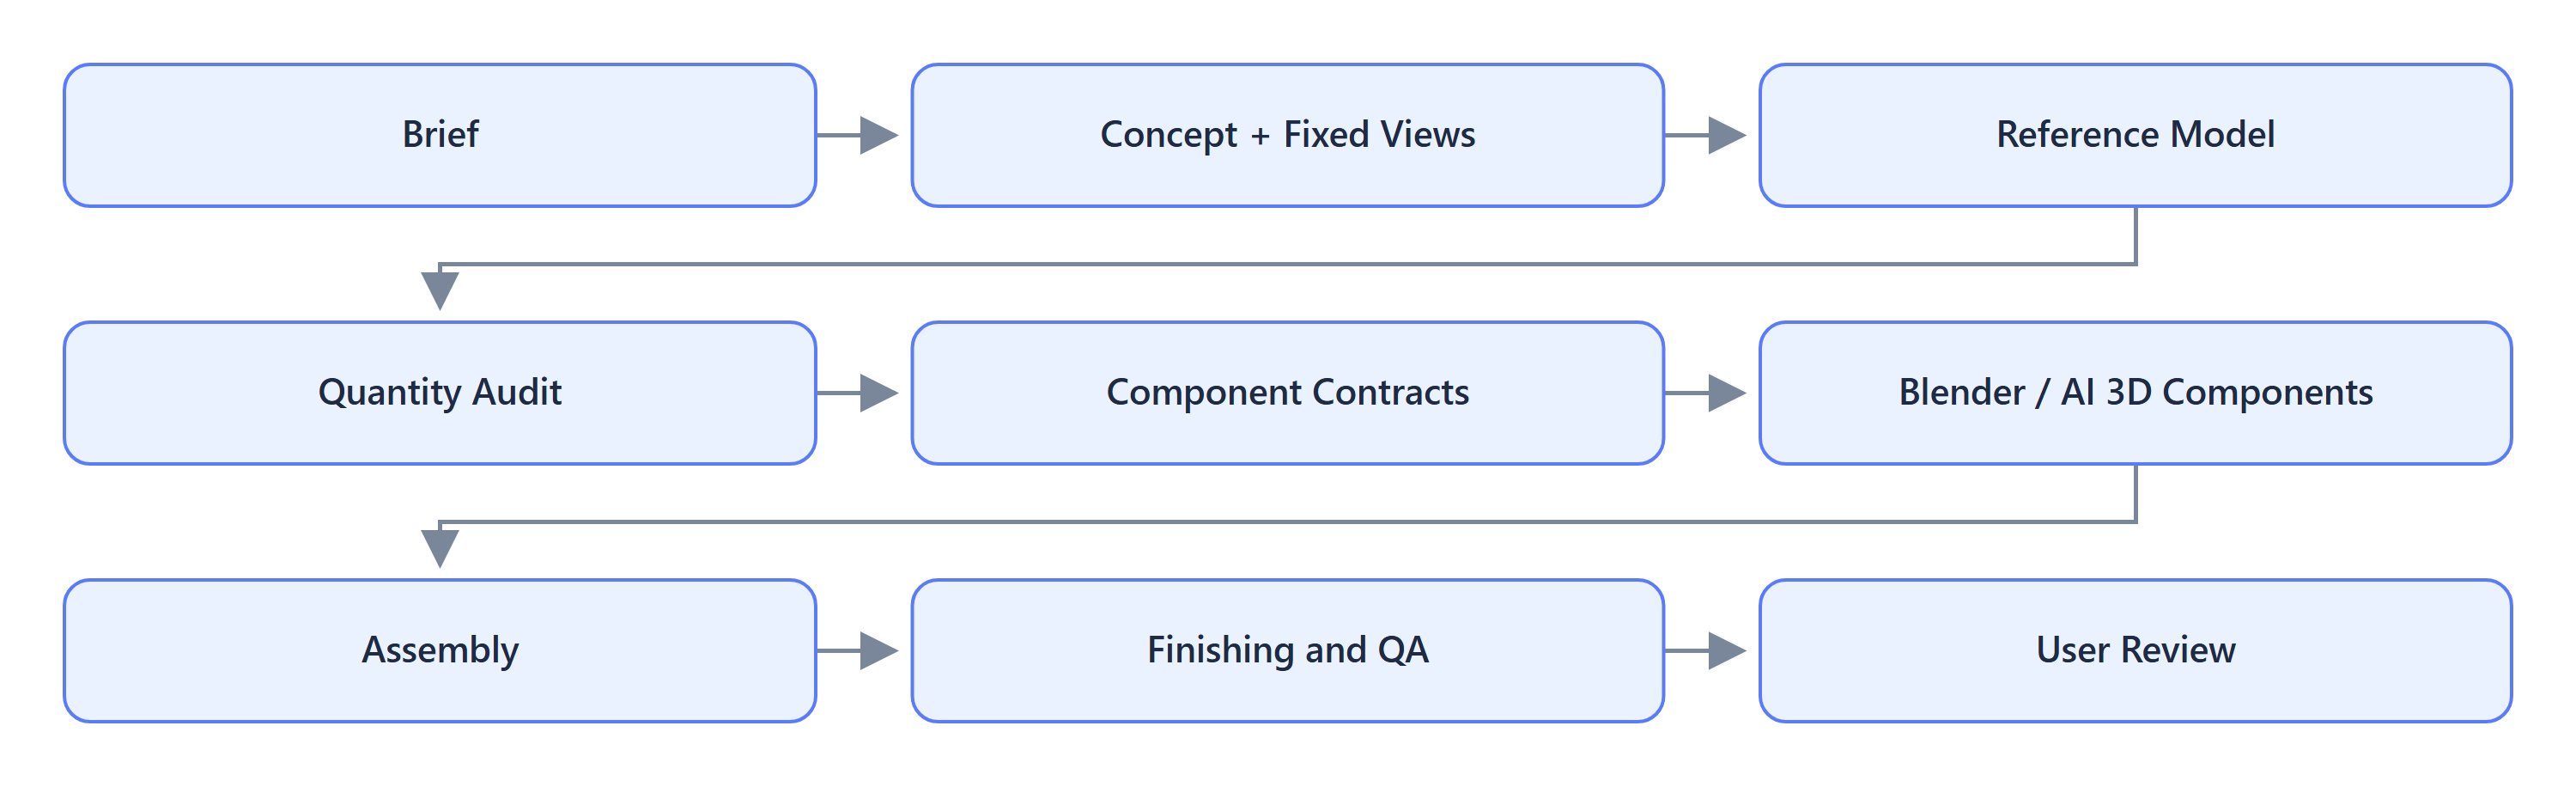 Brief
Concept + Fixed Views
Reference Model
Quantity Audit
Component Contracts
Blender / AI 3D Components
Assembly
Finishing and QA
User Review